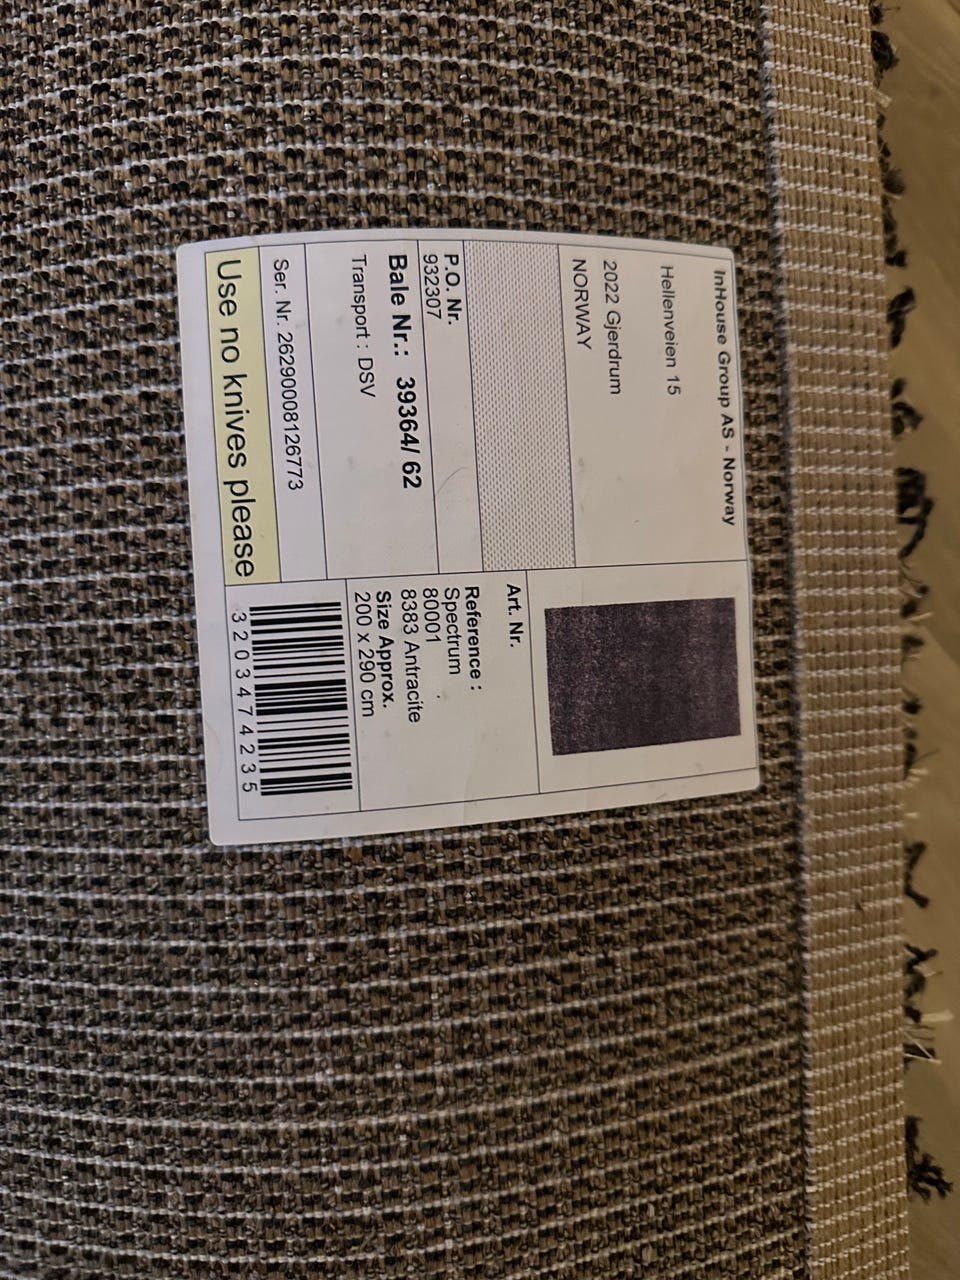 InHouse Group AS - Norway
Hellenveien 15
2022 Gjerdrum
NORWAY
P.O. Nr.
932307
Bale Nr.: 39364/ 62
Transport : DSV
Ser. Nr. 26290008126773
Use no knives please
Art. Nr.
Reference :
Spectrum
80001
8383 Antracite
Size Approx.
200 x 290 cm
3203474235